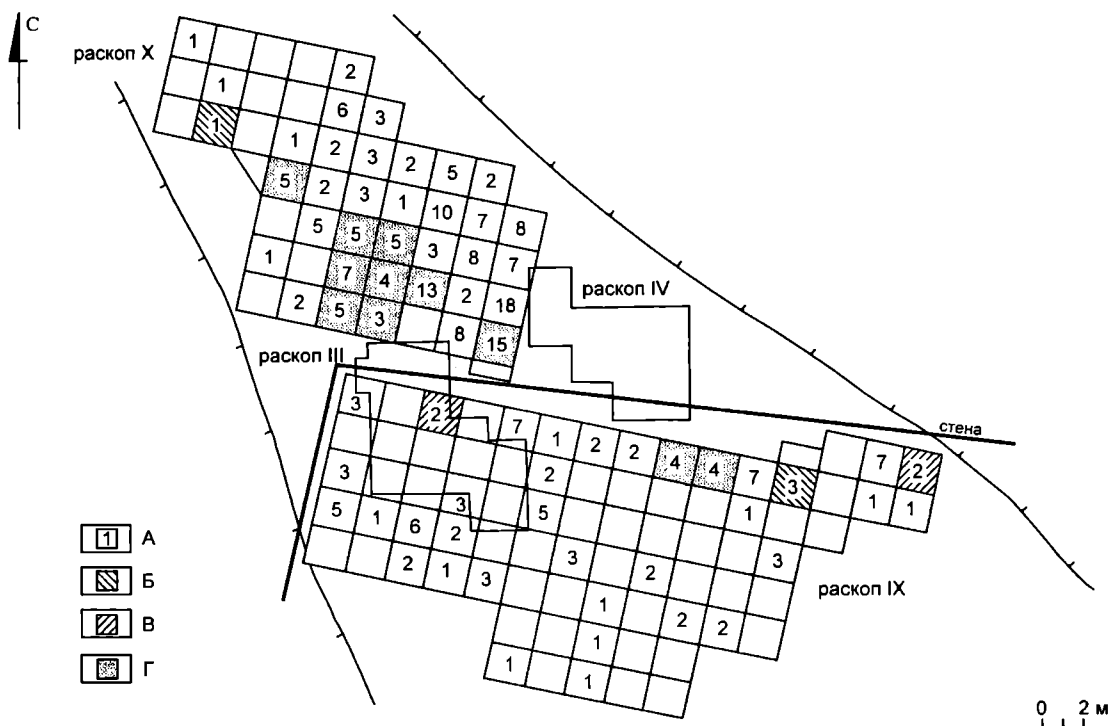 С
раскоп X
1 2
1 6 3
1 1 2 3 2 5 2
5 2 3 1 10 7 8
5 5 5 3 8 7
1 7 4 13 2 18
2 5 3 8 15
раскоп IV
раскоп III
стена
3 2 7 1 2 2 4 4 7 3 7 2
2 1 1 1
3 3 5 3
5 1 6 2 3 2
2 1 3 1 2 2
1
1 1
раскоп IX
1 А
Б
В
Г
0 2 м